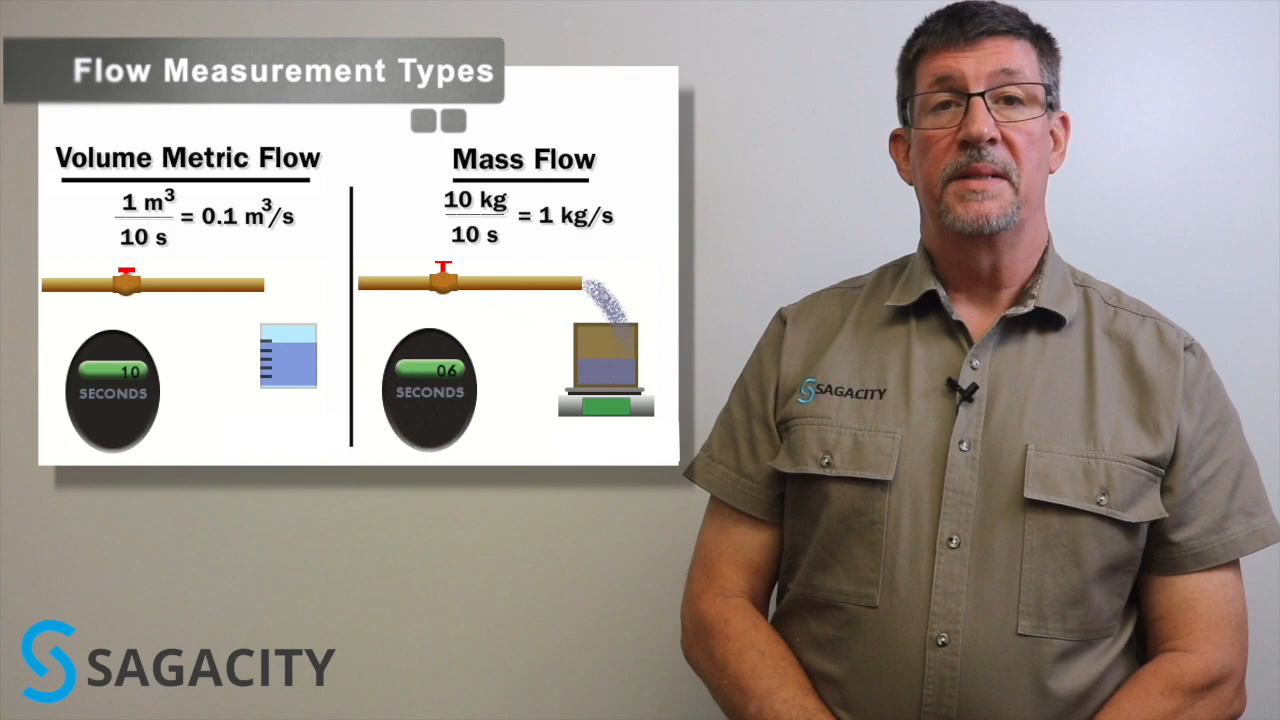 Flow Measurement Types
Volume Metric Flow
1 m³
10 s
= 0.1 m³/s
10
SECONDS
Mass Flow
10 kg
10 s
= 1 kg/s
06
SECONDS
SAGACITY
SAGACITY